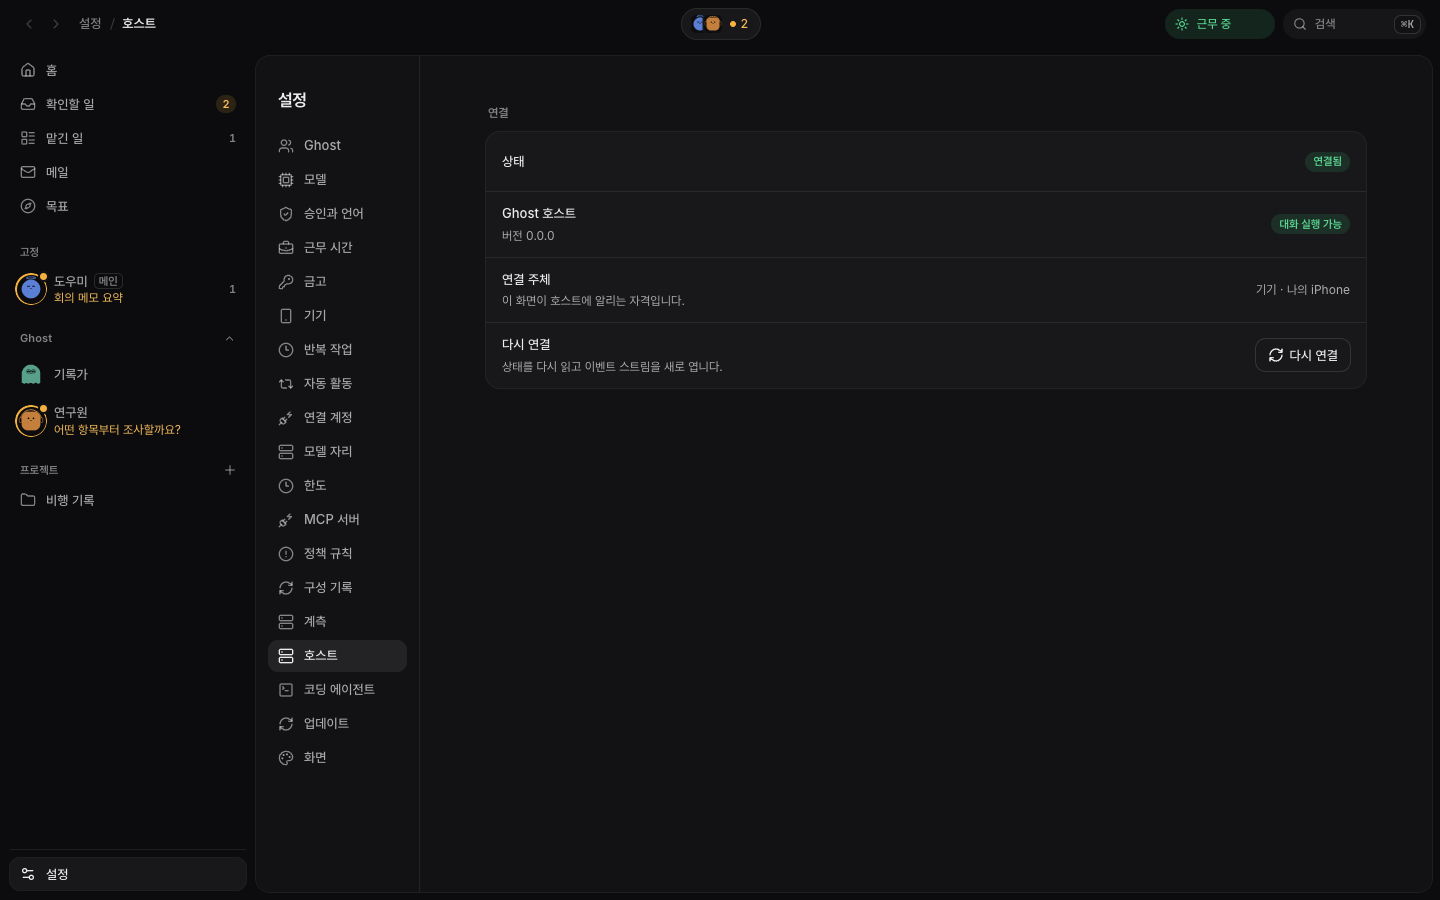 설정 / 호스트
2
근무 중
검색
⌘K
홈
확인할 일
2
맡긴 일
1
메일
목표
고정
도우미 메인
회의 메모 요약
1
Ghost
기록가
연구원
어떤 항목부터 조사할까요?
프로젝트
비행 기록
설정
설정
Ghost
모델
승인과 언어
근무 시간
금고
기기
반복 작업
자동 활동
연결 계정
모델 자리
한도
MCP 서버
정책 규칙
구성 기록
계측
호스트
코딩 에이전트
업데이트
화면
연결
상태
연결됨
Ghost 호스트
버전 0.0.0
대화 실행 가능
연결 주체
이 화면이 호스트에 알리는 자격입니다.
기기 · 나의 iPhone
다시 연결
상태를 다시 읽고 이벤트 스트림을 새로 엽니다.
다시 연결